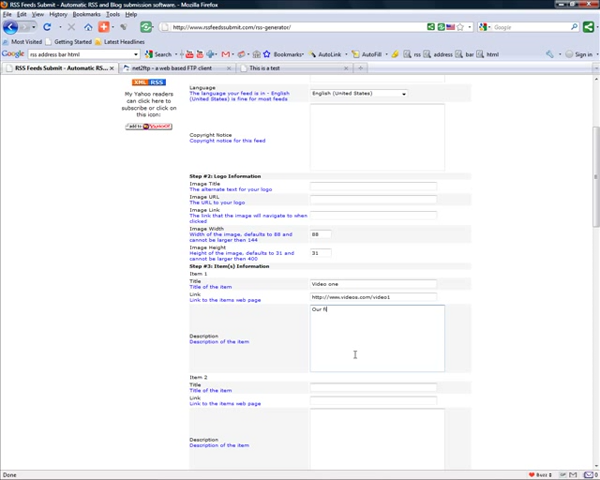 RSS Feeds Submit - Automatic RSS and Blog submission software. - Mozilla Firefox
File Edit View History Bookmarks Tools Help
http://www.rssfeedssubmit.com/rss-generator/
Google
Most Visited Getting Started Latest Headlines
Google rss address bar html Search Bookmarks AutoLink AutoFill rss address bar html Sign in
RSS Feeds Submit - Automatic RS... net2ftp - a web based FTP client This is a test
XML RSS
My Yahoo readers
can click here to
subscribe or click on
this icon:
Language
The language your feed is in - English
(United States) is fine for most feeds
English (United States)
Copyright Notice
Copyright notice for this feed
Step #2: Logo Information
Image Title
The alternate text for your logo
Image URL
The URL to your logo
Image Link
The link that the image will navigate to when
clicked
Image Width
Width of the image, defaults to 88 and
cannot be larger then 144
88
Image Height
Height of the image, defaults to 31 and
cannot be larger then 400
31
Step #3: Item(s) Information
Item 1
Title
Title of the item
Video one
Link
Link to the items web page
http://www.videss.com/video1
Description
Description of the item
Our fi
Item 2
Title
Title of the item
Link
Link to the items web page
Description
Description of the item
Done